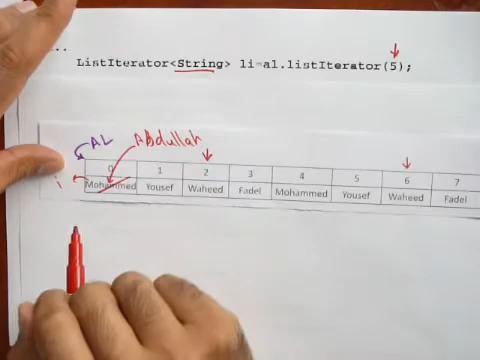 ...
ListIterator<String> li=al.listIterator(5);
AL Abdullah
0 1 2 3 4 5 6 7
Mohammed Yousef Waheed Fadel Mohammed Yousef Waheed Fadel